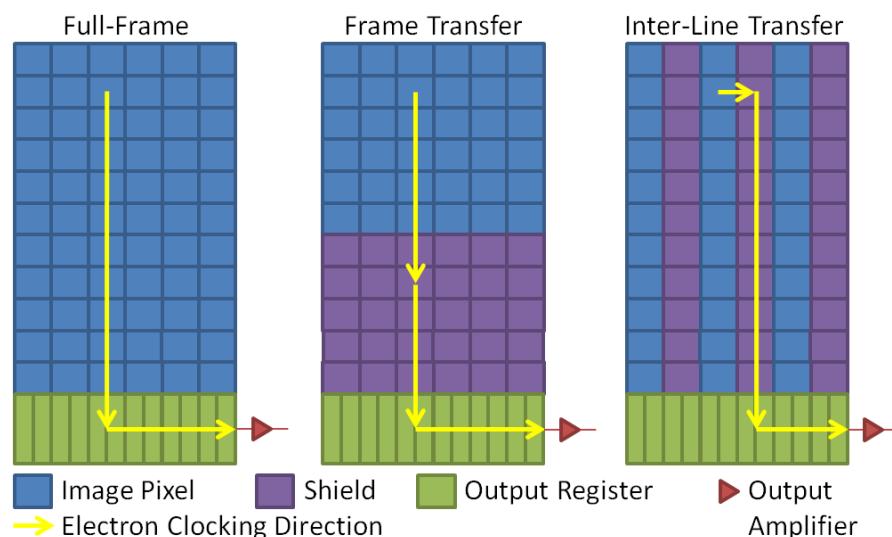 Full-Frame
Frame Transfer
Inter-Line Transfer
Image Pixel
Shield
Output Register
Output
Amplifier
Electron Clocking Direction